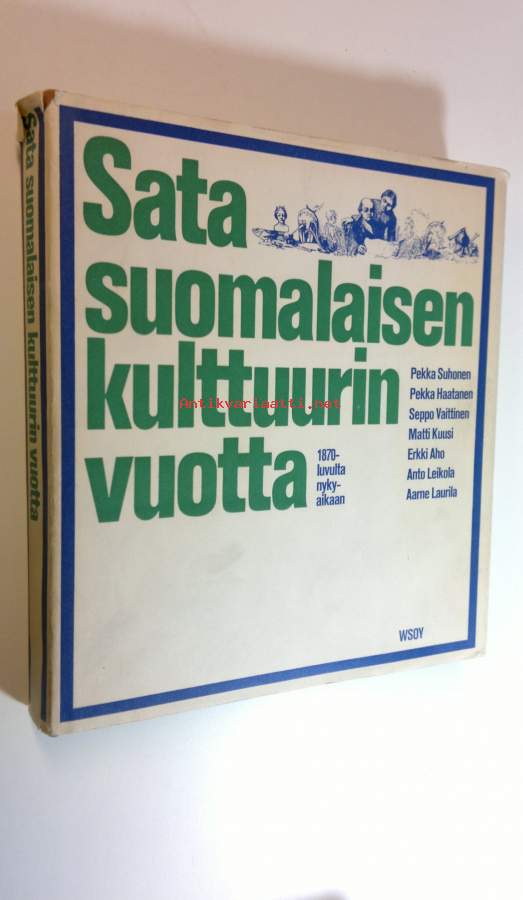 Sata suomalaisen kulttuurin vuotta
Sata
suomalaisen
kulttuurin
vuotta
1870-
luvulta
nyky-
aikaan
Pekka Suhonen
Pekka Haatanen
Seppo Vaittinen
Matti Kuusi
Erkki Aho
Anto Leikola
Aarne Laurila
WSOY
Antikvariaatti.net